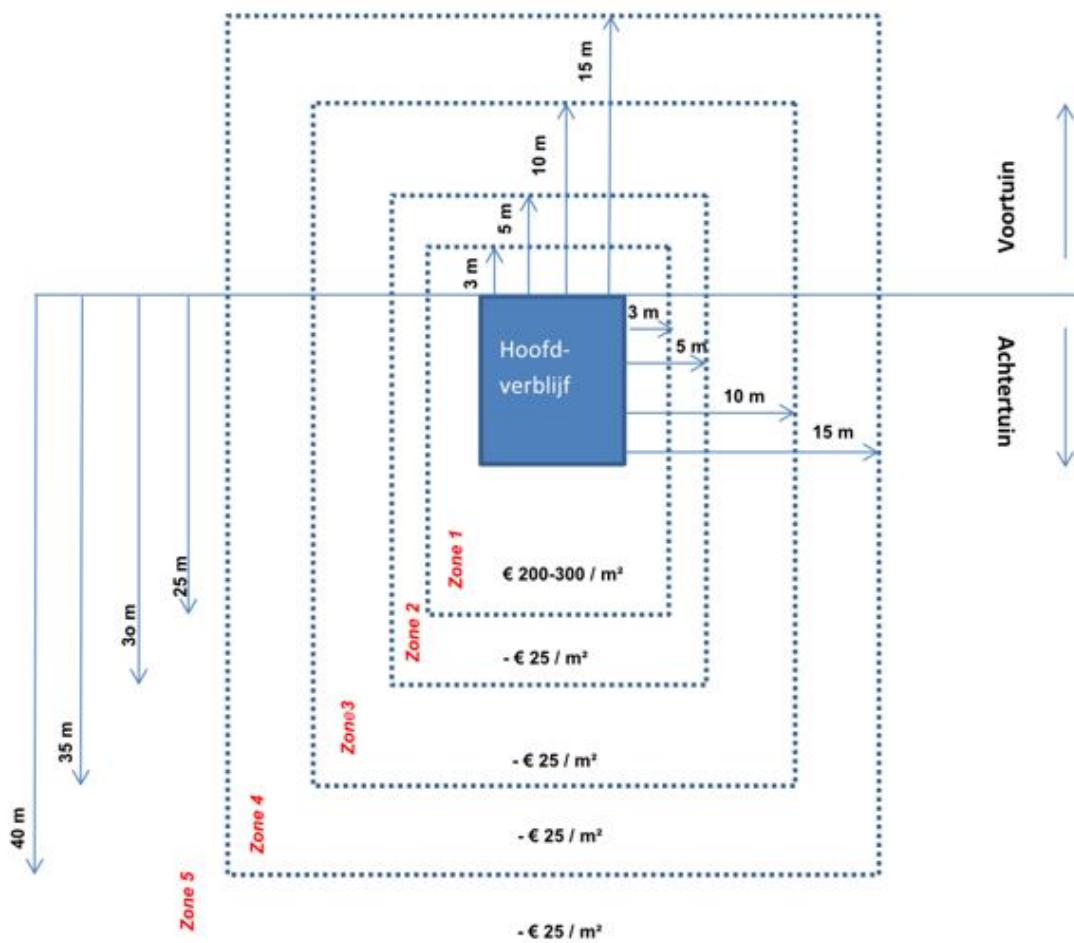 15 m
10 m
5 m
3 m
Voortuin
3 m
5 m
10 m
15 m
Hoofd-
verblijf
Achtertuin
25 m
3o m
35 m
40 m
Zone 1
€ 200-300 / m²
Zone 2
- € 25 / m²
Zone3
- € 25 / m²
Zone 4
- € 25 / m²
Zone 5
- € 25 / m²